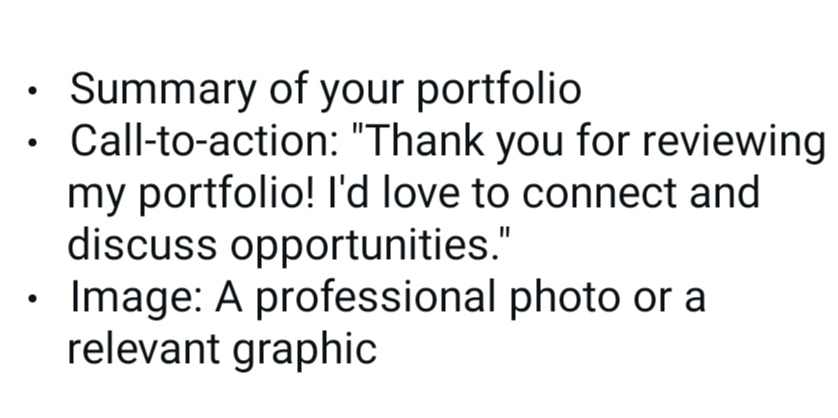 • Summary of your portfolio
• Call-to-action: "Thank you for reviewing
my portfolio! I'd love to connect and
discuss opportunities."
• Image: A professional photo or a
relevant graphic